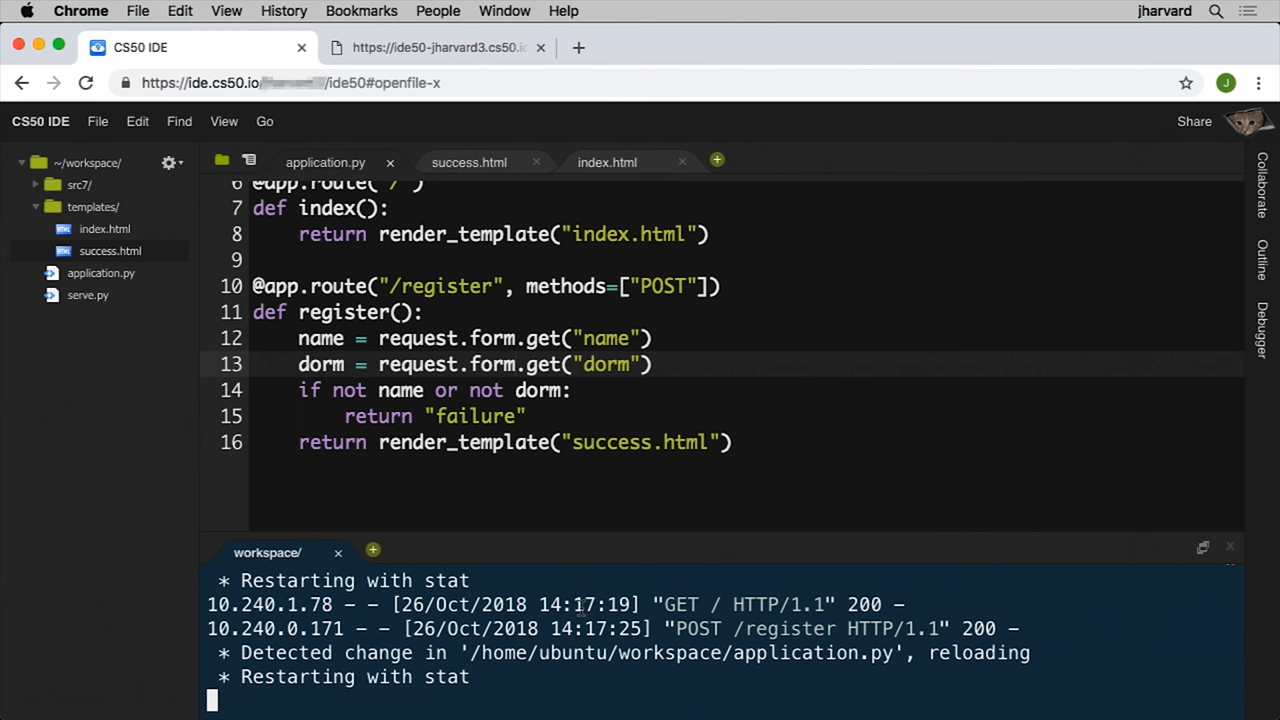 Chrome File Edit View History Bookmarks People Window Help jharvard
CS50 IDE https://ide50-jharvard3.cs50.io
https://ide.cs50.io/ /ide50#openfile-x J
CS50 IDE File Edit Find View Go Share
~/workspace/
src7/
templates/
index.html
success.html
application.py
serve.py
application.py success.html index.html
6 @app.route("/")
7 def index():
8 return render_template("index.html")
9
10 @app.route("/register", methods=["POST"])
11 def register():
12 name = request.form.get("name")
13 dorm = request.form.get("dorm")
14 if not name or not dorm:
15 return "failure"
16 return render_template("success.html")
Collaborate
Outline
Debugger
workspace/
* Restarting with stat
10.240.1.78 - - [26/Oct/2018 14:17:19] "GET / HTTP/1.1" 200 -
10.240.0.171 - - [26/Oct/2018 14:17:25] "POST /register HTTP/1.1" 200 -
* Detected change in '/home/ubuntu/workspace/application.py', reloading
* Restarting with stat